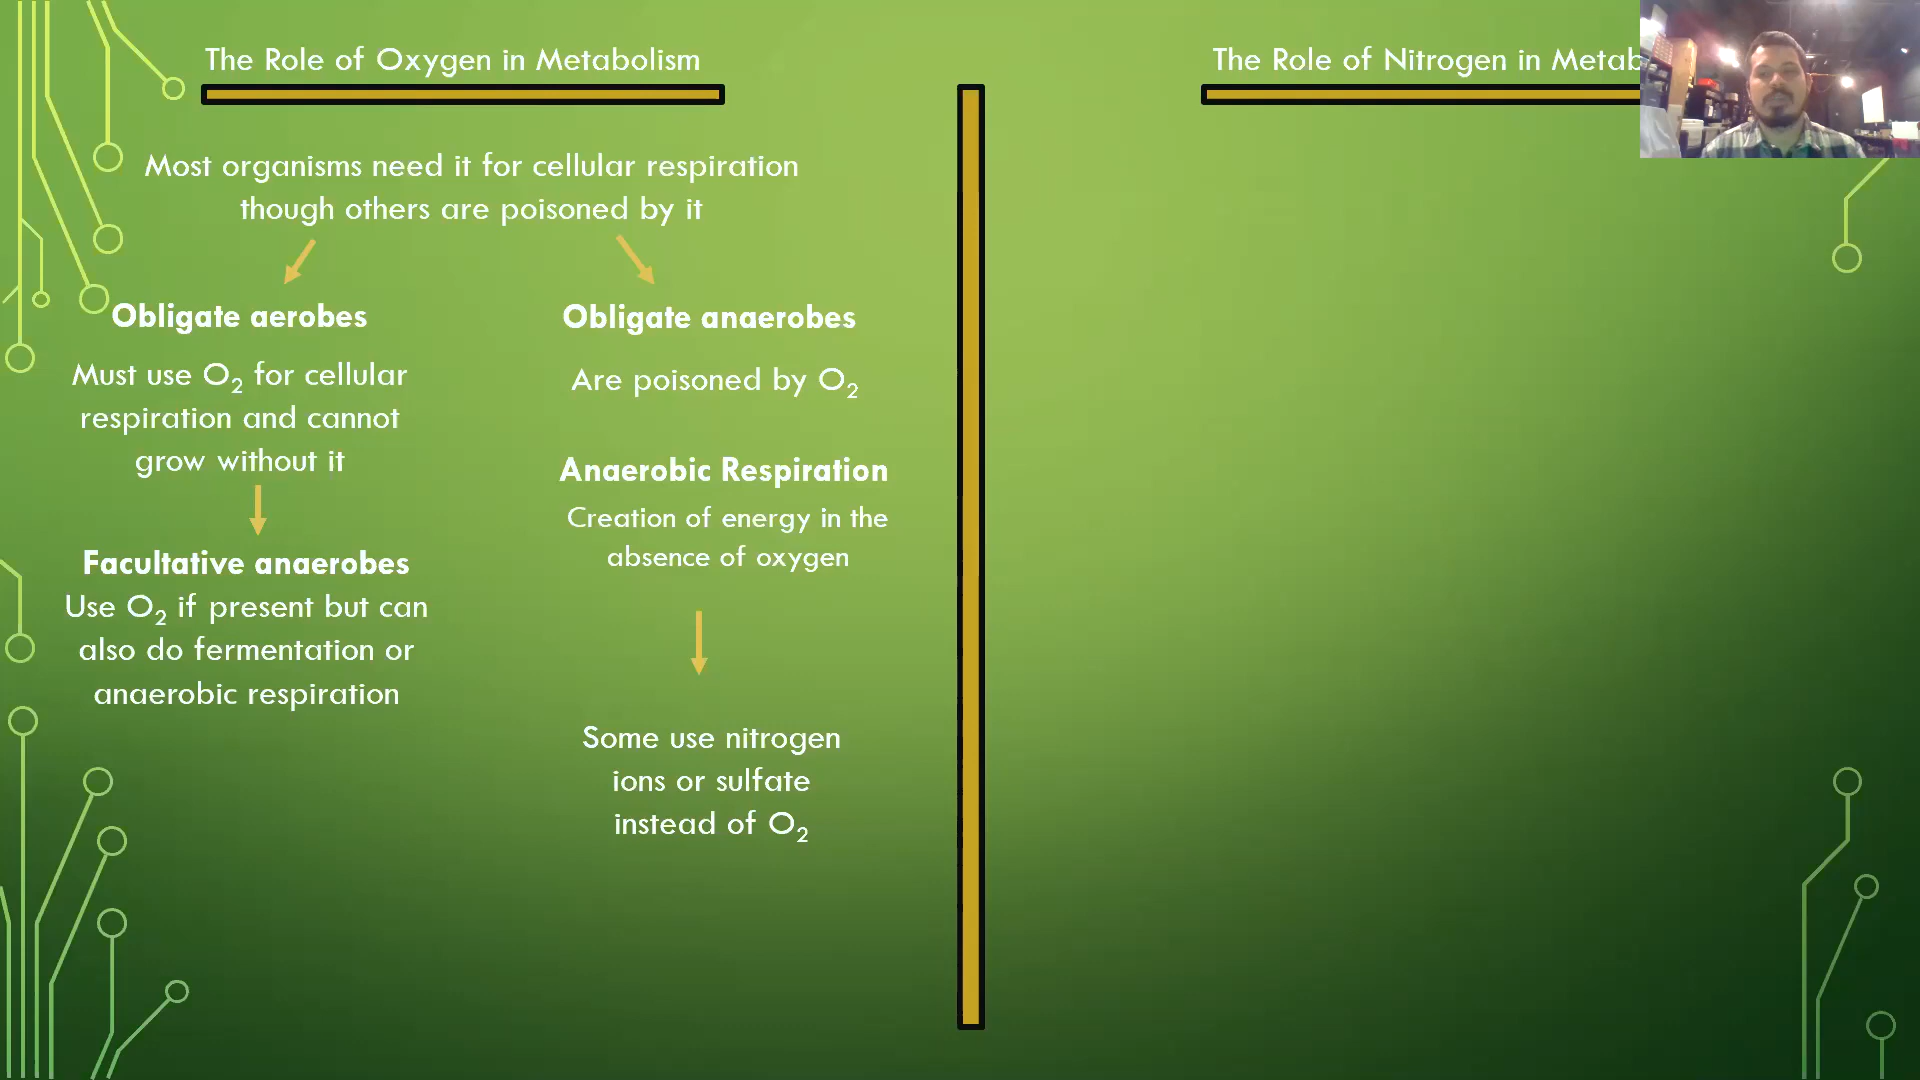 The Role of Oxygen in Metabolism
Most organisms need it for cellular respiration
though others are poisoned by it
Obligate aerobes
Must use O₂ for cellular
respiration and cannot
grow without it
Facultative anaerobes
Use O₂ if present but can
also do fermentation or
anaerobic respiration
Obligate anaerobes
Are poisoned by O₂
Anaerobic Respiration
Creation of energy in the
absence of oxygen
Some use nitrogen
ions or sulfate
instead of O₂
The Role of Nitrogen in Metab